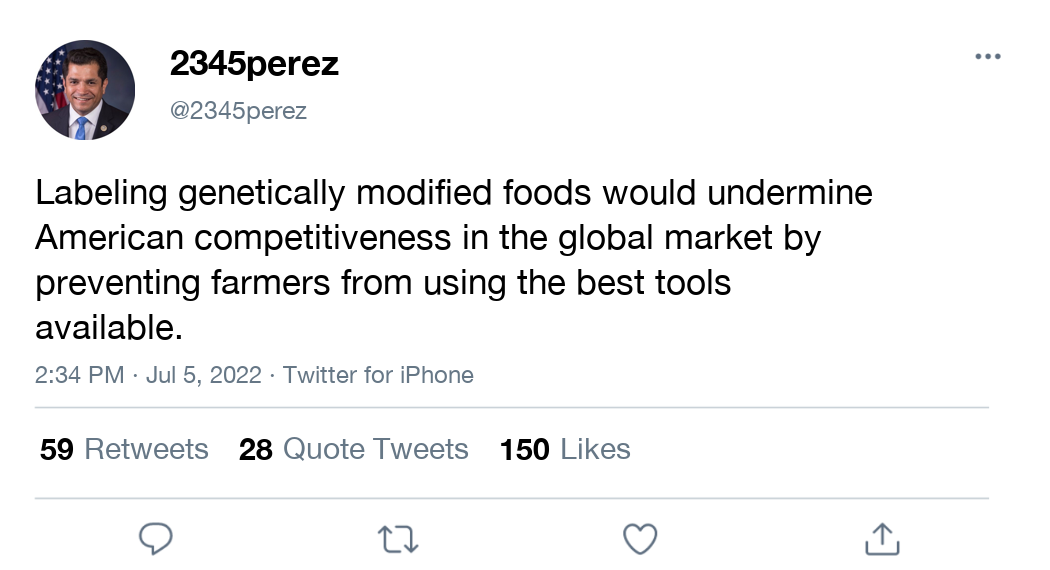 2345perez
@2345perez
Labeling genetically modified foods would undermine
American competitiveness in the global market by
preventing farmers from using the best tools
available.
2:34 PM · Jul 5, 2022 · Twitter for iPhone
59 Retweets 28 Quote Tweets 150 Likes